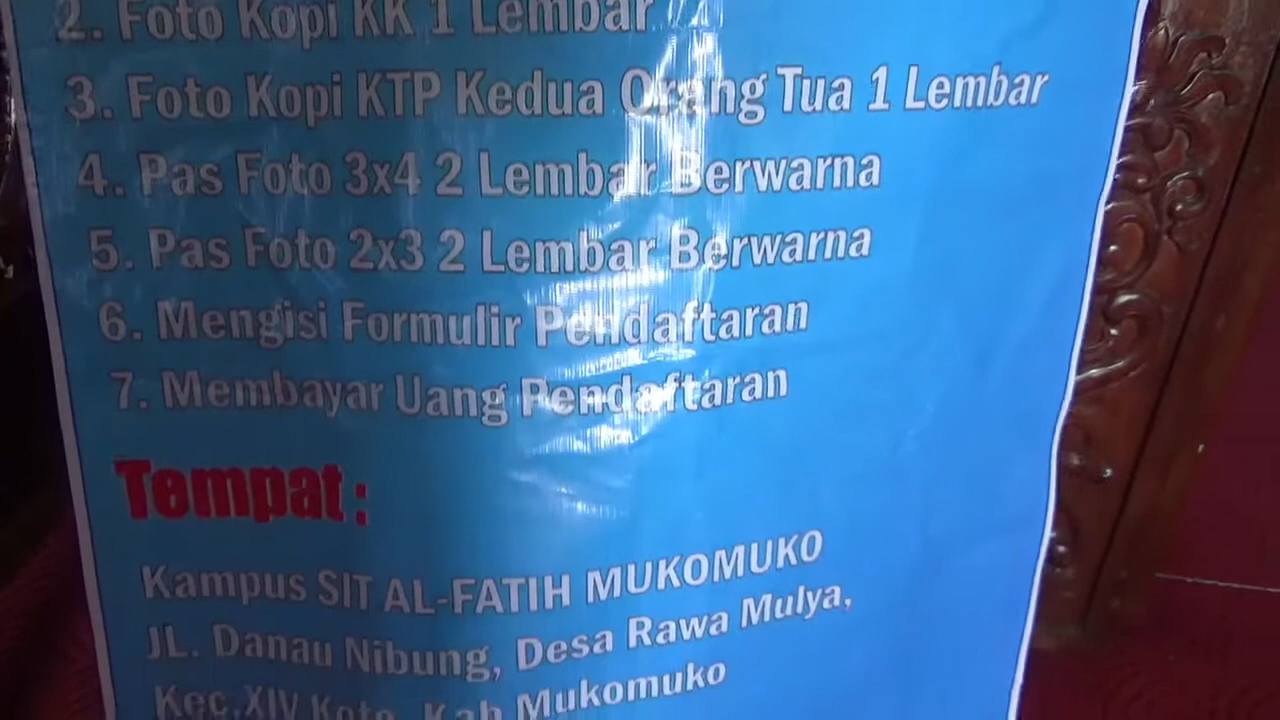 2. Foto Kopi KK 1 Lembar
3. Foto Kopi KTP Kedua Orang Tua 1 Lembar
4. Pas Foto 3x4 2 Lembar Berwarna
5. Pas Foto 2x3 2 Lembar Berwarna
6. Mengisi Formulir Pendaftaran
7. Membayar Uang Pendaftaran
Tempat :
Kampus SIT AL-FATIH MUKOMUKO
JL. Danau Nibung, Desa Rawa Mulya,
Kec.XIV Koto, Kab Mukomuko